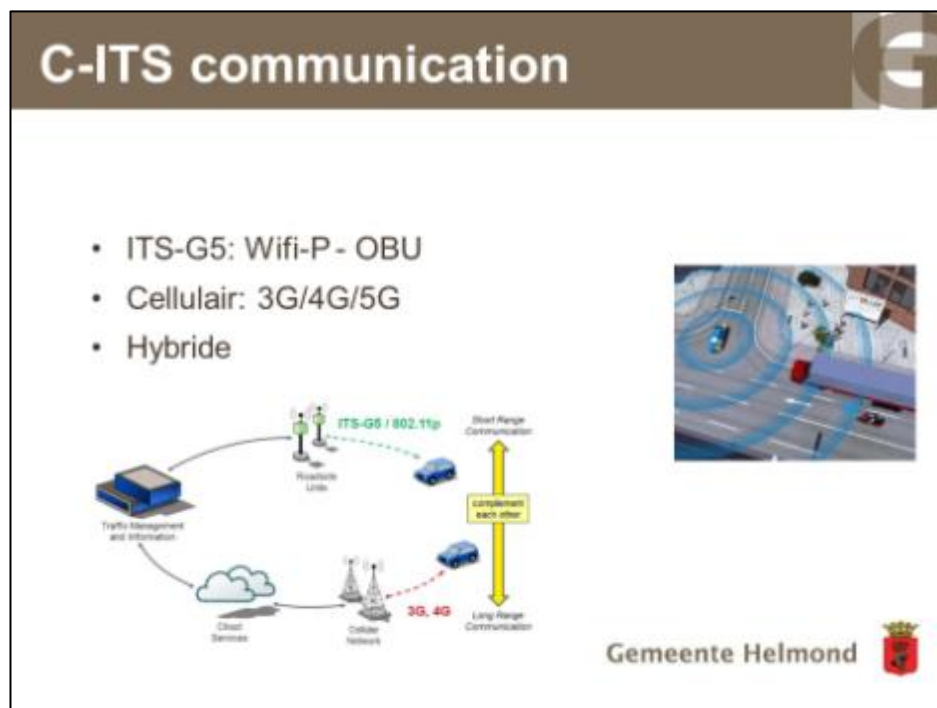 C-ITS communication
• ITS-G5: Wifi-P - OBU
• Cellulair: 3G/4G/5G
• Hybride
ITS-G5 / 802.11p
Short Range
Communication
Roadside
Units
complement
each other
Traffic Management
and Information
Cloud
Services
Cellular
Network
3G, 4G
Long Range
Communication
Gemeente Helmond